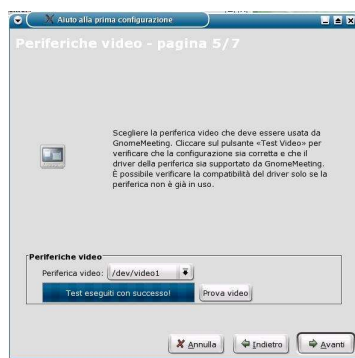 Aiuto alla prima configurazione
Periferiche video - pagina 5/7
Scegliere la periferica video che deve essere usata da
GnomeMeeting. Cliccare sul pulsante «Test Video» per
verificare che la configurazione sia corretta e che il
driver della periferica sia supportato da GnomeMeeting.
È possibile verificare la compatibilità del driver solo se la
periferica non è già in uso.
Periferiche video
Periferica video: /dev/video1
Test eseguiti con successo! Prova video
Annulla Indietro Avanti